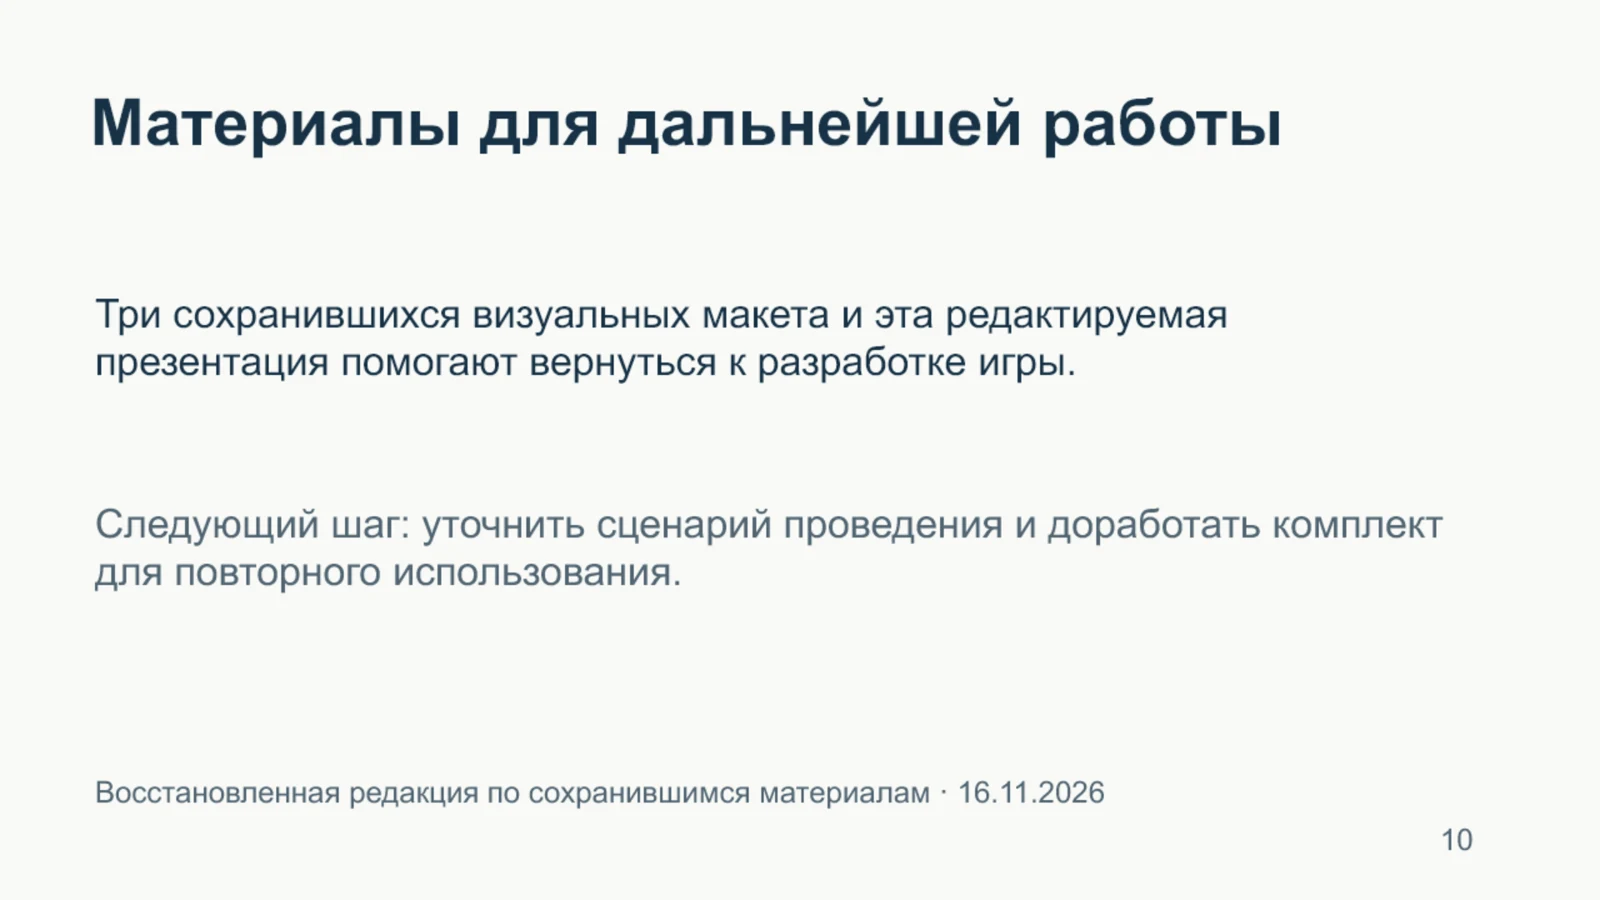 Материалы для дальнейшей работы
Три сохранившихся визуальных макета и эта редактируемая
презентация помогают вернуться к разработке игры.
Следующий шаг: уточнить сценарий проведения и доработать комплект
для повторного использования.
Восстановленная редакция по сохранившимся материалам · 16.11.2026
10